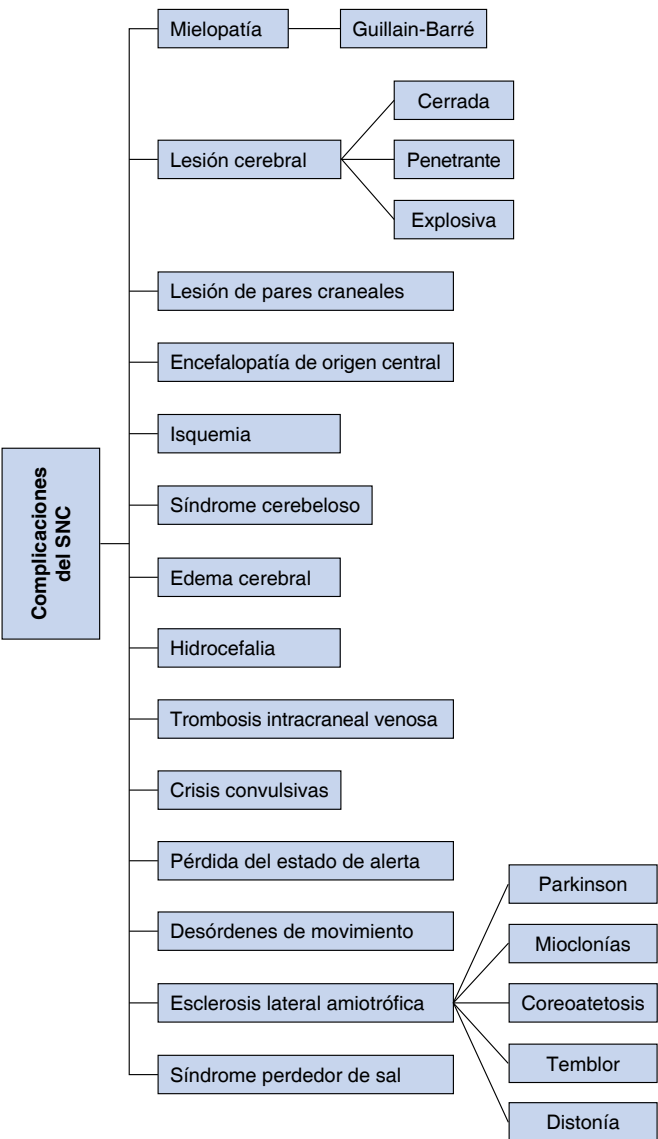 Complicaciones
del SNC
Mielopatía
Guillain-Barré
Lesión cerebral
Cerrada
Penetrante
Explosiva
Lesión de pares craneales
Encefalopatía de origen central
Isquemia
Síndrome cerebeloso
Edema cerebral
Hidrocefalia
Trombosis intracraneal venosa
Crisis convulsivas
Pérdida del estado de alerta
Desórdenes de movimiento
Esclerosis lateral amiotrófica
Parkinson
Mioclonías
Coreoatetosis
Temblor
Distonía
Síndrome perdedor de sal